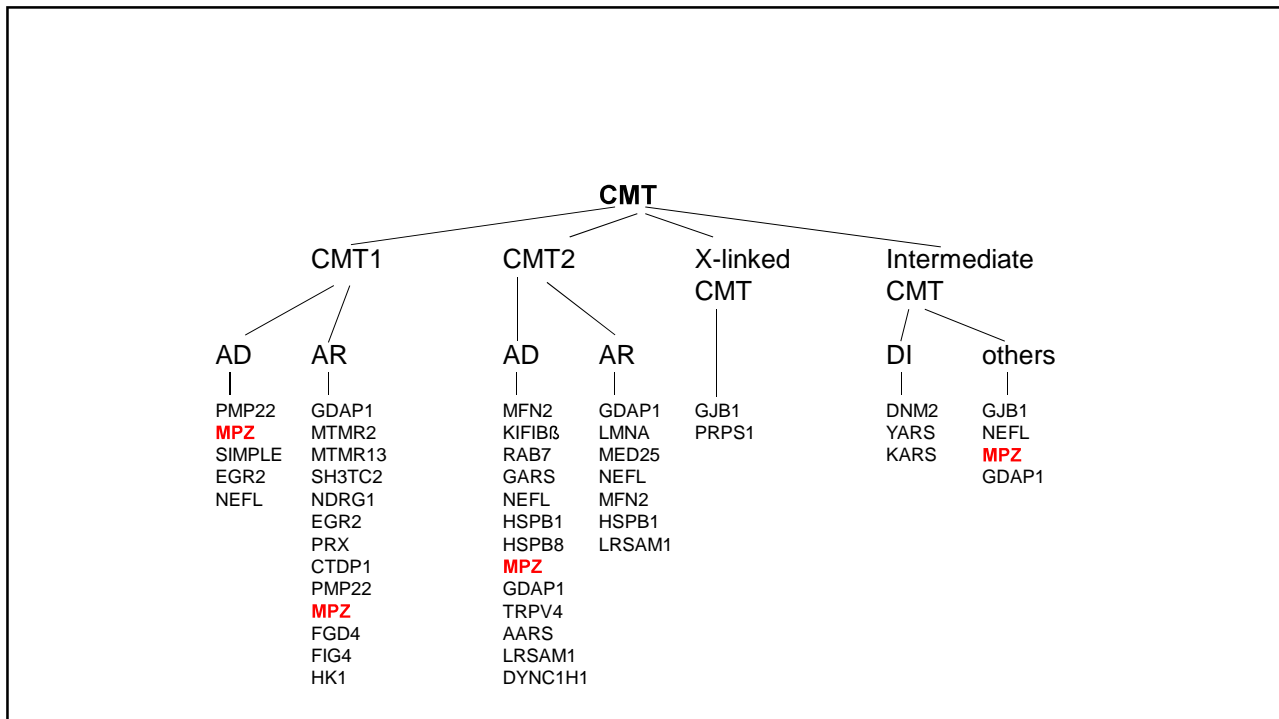 CMT
CMT1
CMT2
X-linked
CMT
Intermediate
CMT
AD
AR
AD
AR
DI
others
PMP22
MPZ
SIMPLE
EGR2
NEFL
GDAP1
MTMR2
MTMR13
SH3TC2
NDRG1
EGR2
PRX
CTDP1
PMP22
MPZ
FGD4
FIG4
HK1
MFN2
KIFIBß
RAB7
GARS
NEFL
HSPB1
HSPB8
MPZ
GDAP1
TRPV4
AARS
LRSAM1
DYNC1H1
GDAP1
LMNA
MED25
NEFL
MFN2
HSPB1
LRSAM1
GJB1
PRPS1
DNM2
YARS
KARS
GJB1
NEFL
MPZ
GDAP1